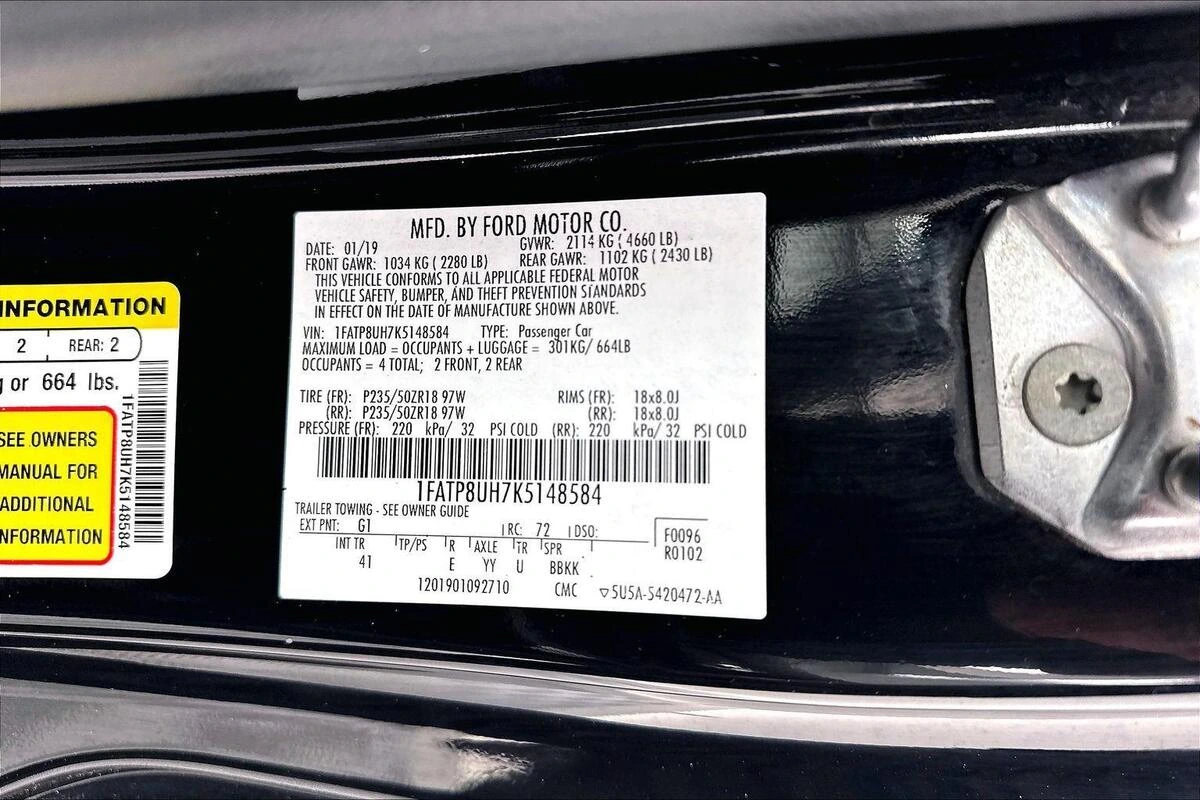 INFORMATION
2 REAR: 2
or 664 lbs.
SEE OWNERS
MANUAL FOR
ADDITIONAL
INFORMATION
1FATP8UH7K5148584
MFD. BY FORD MOTOR CO.
DATE: 01/19 GVWR: 2114 KG ( 4660 LB)
FRONT GAWR: 1034 KG ( 2280 LB) REAR GAWR: 1102 KG ( 2430 LB)
THIS VEHICLE CONFORMS TO ALL APPLICABLE FEDERAL MOTOR
VEHICLE SAFETY, BUMPER, AND THEFT PREVENTION STANDARDS
IN EFFECT ON THE DATE OF MANUFACTURE SHOWN ABOVE.
VIN: 1FATP8UH7K5148584 TYPE: Passenger Car
MAXIMUM LOAD = OCCUPANTS + LUGGAGE = 301KG/ 664LB
OCCUPANTS = 4 TOTAL; 2 FRONT, 2 REAR
TIRE (FR): P235/50ZR18 97W RIMS (FR): 18x8.0J
(RR): P235/50ZR18 97W (RR): 18x8.0J
PRESSURE (FR): 220 kPa/ 32 PSI COLD (RR): 220 kPa/ 32 PSI COLD
1FATP8UH7K5148584
TRAILER TOWING - SEE OWNER GUIDE
EXT PNT: G1 RC: 72 DSO: F0096
R0102
INT TR TP/PS R AXLE TR SPR
41 E YY U BBKK
1201901092710 CMC ▽5U5A-5420472-AA